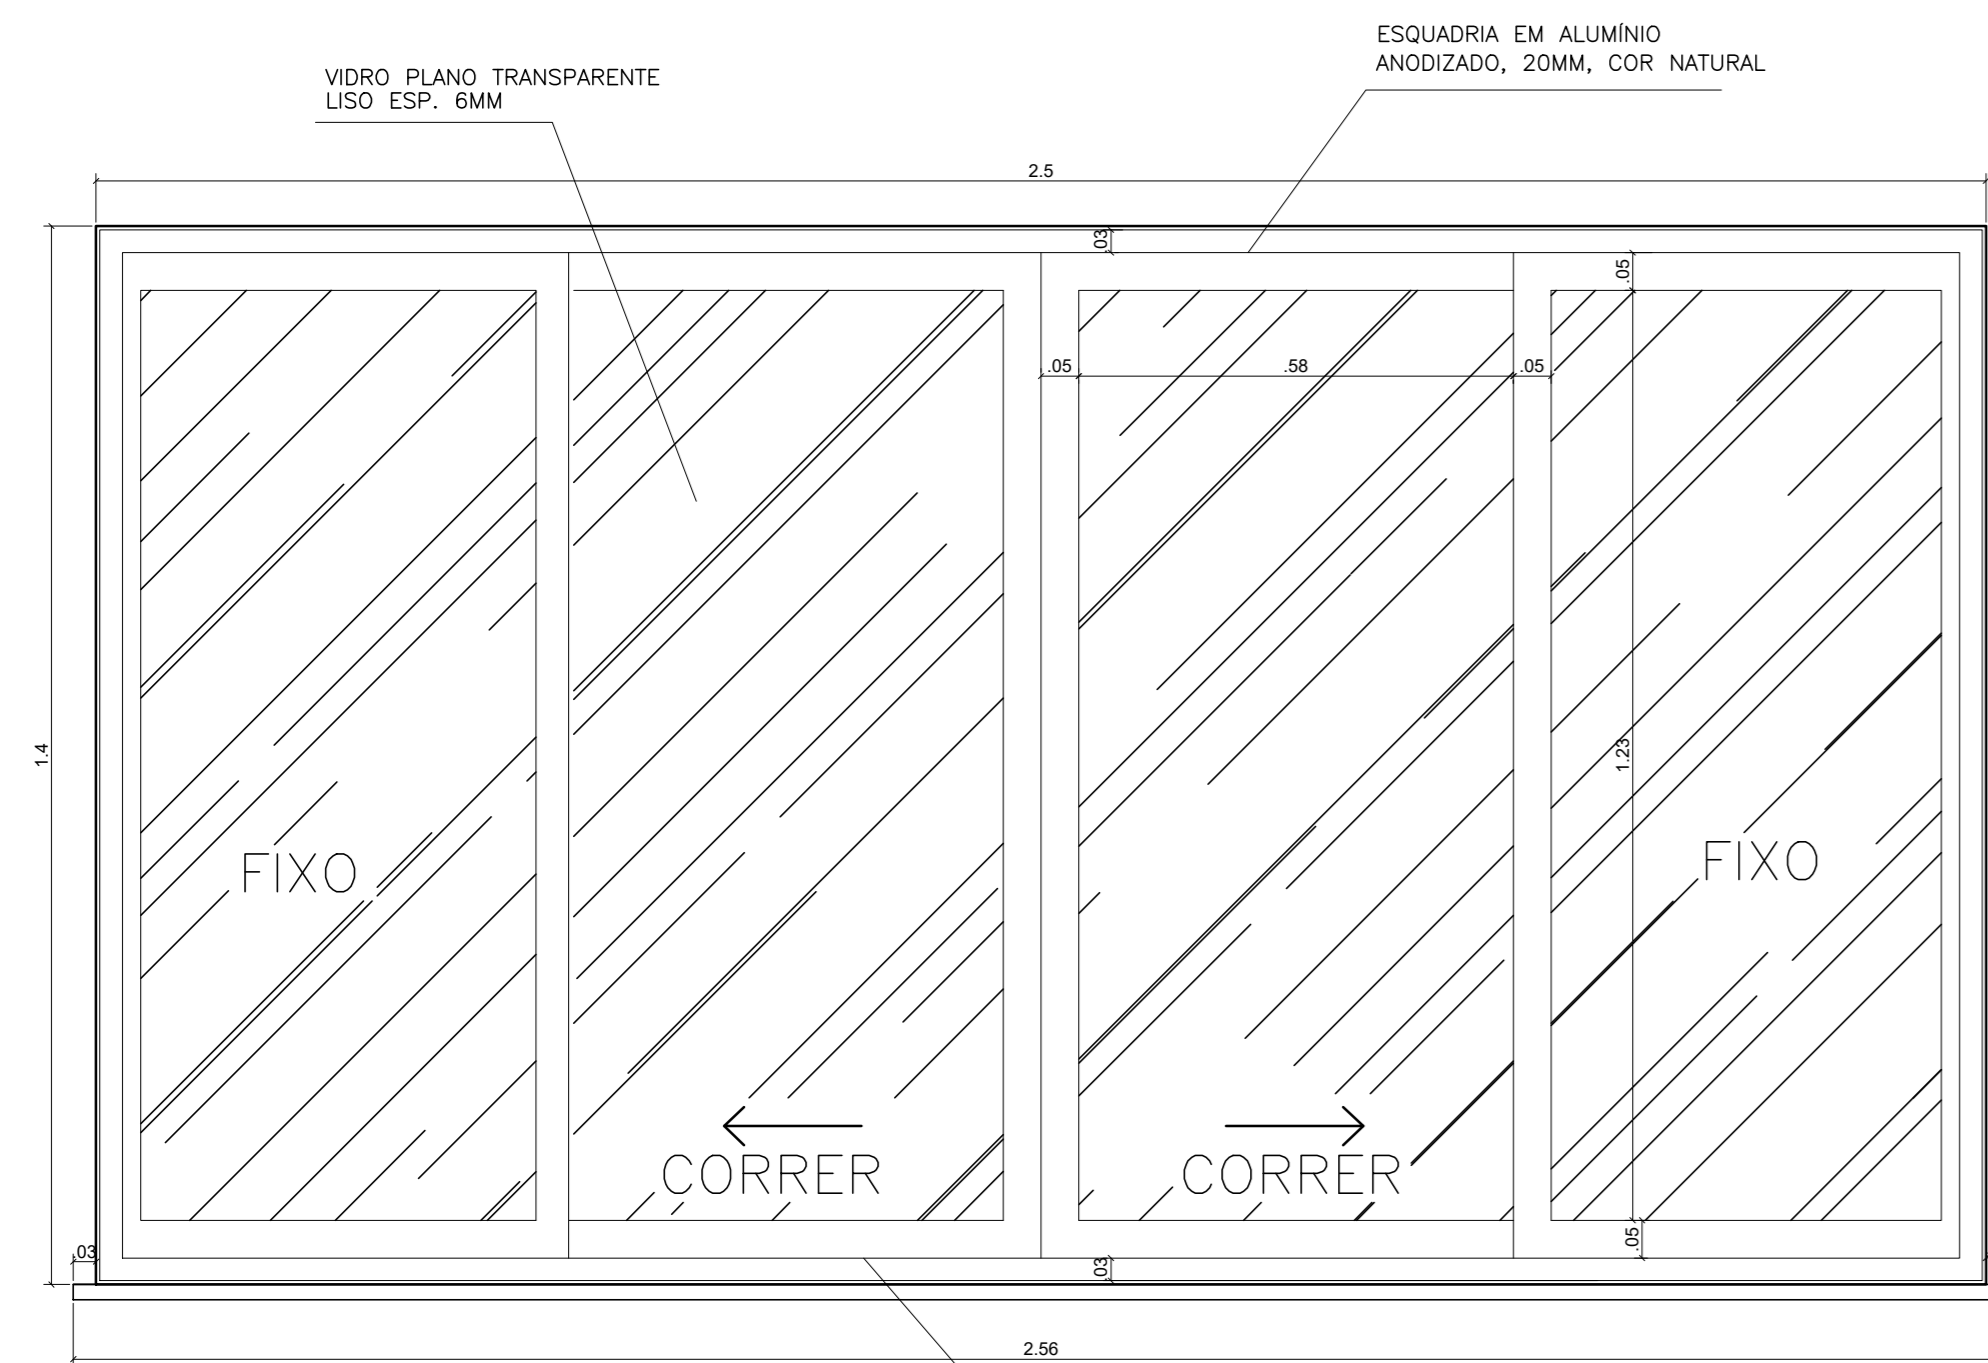 ESQUADRIA EM ALUMÍNIO
ANODIZADO, 20MM, COR NATURAL
VIDRO PLANO TRANSPARENTE
LISO ESP. 6MM
2.5
.03
.05
.05
.58
.05
1.4
1.23
FIXO
FIXO
CORRER
CORRER
.03
.03
.05
2.56